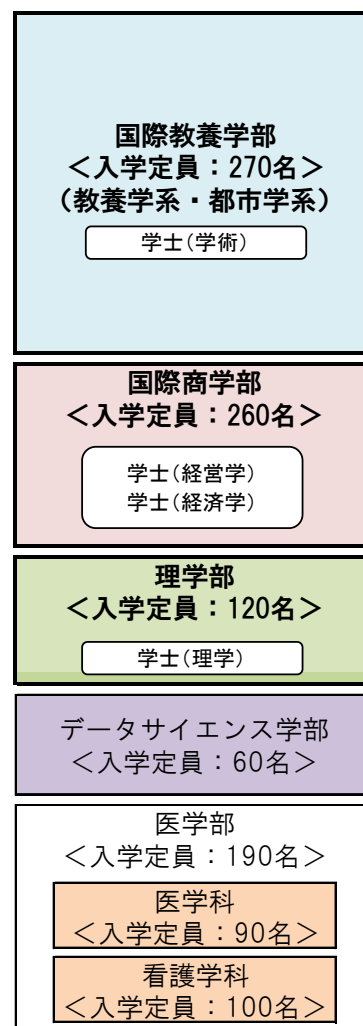 国際教養学部
＜入学定員：270名＞
（教養学系・都市学系）
学士（学術）
国際商学部
＜入学定員：260名＞
学士（経営学）
学士（経済学）
理学部
＜入学定員：120名＞
学士（理学）
データサイエンス学部
＜入学定員：60名＞
医学部
＜入学定員：190名＞
医学科
＜入学定員：90名＞
看護学科
＜入学定員：100名＞